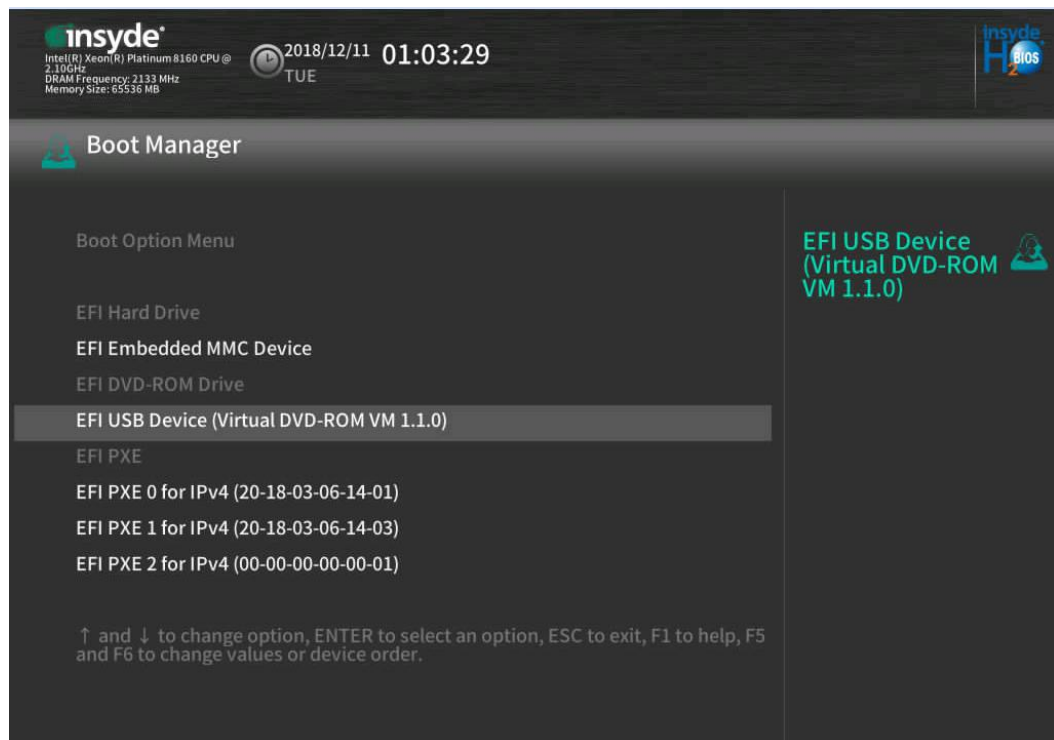 insyde
Intel(R) Xeon(R) Platinum 8160 CPU @
2.10GHz
DRAM Frequency: 2133 MHz
Memory Size: 65536 MB
2018/12/11 01:03:29
TUE
insyde
H2O BIOS
Boot Manager
Boot Option Menu
EFI Hard Drive
EFI Embedded MMC Device
EFI DVD-ROM Drive
EFI USB Device (Virtual DVD-ROM VM 1.1.0)
EFI PXE
EFI PXE 0 for IPv4 (20-18-03-06-14-01)
EFI PXE 1 for IPv4 (20-18-03-06-14-03)
EFI PXE 2 for IPv4 (00-00-00-00-00-01)
↑ and ↓ to change option, ENTER to select an option, ESC to exit, F1 to help, F5
and F6 to change values or device order.
EFI USB Device
(Virtual DVD-ROM
VM 1.1.0)